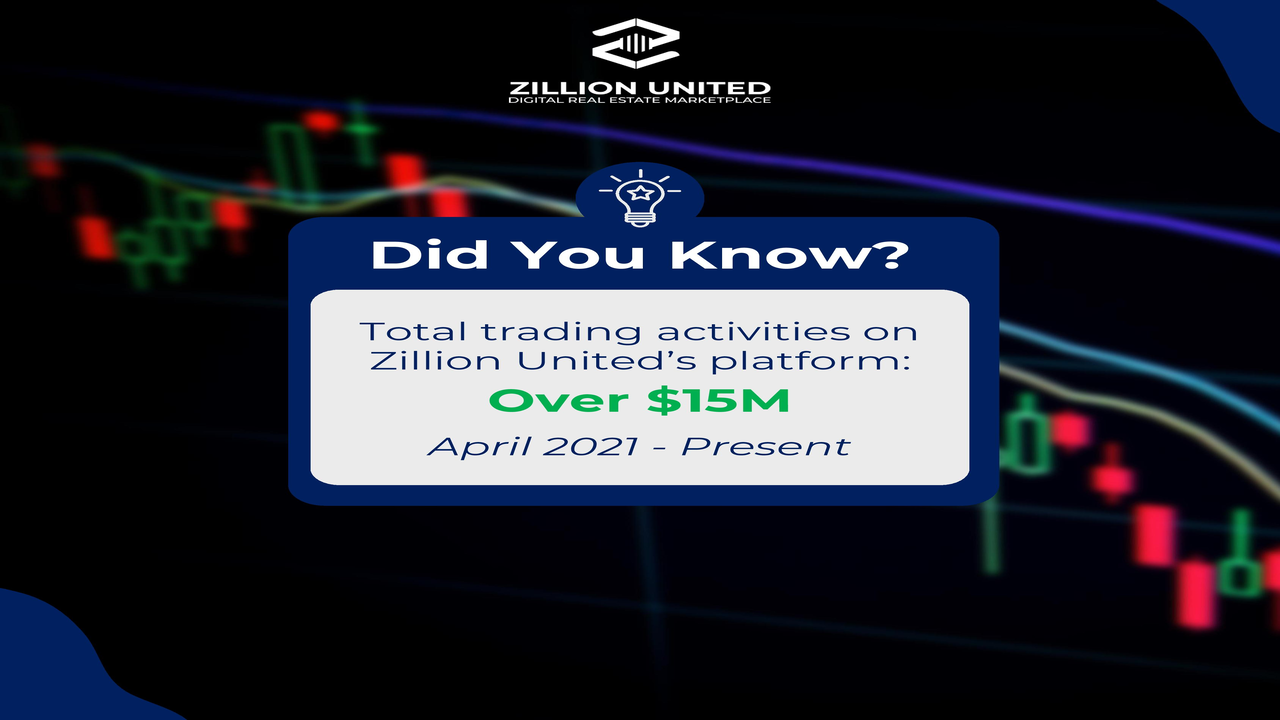 ZILLION UNITED
DIGITAL REAL ESTATE MARKETPLACE
Did You Know?
Total trading activities on
Zillion United’s platform:
Over $15M
April 2021 - Present